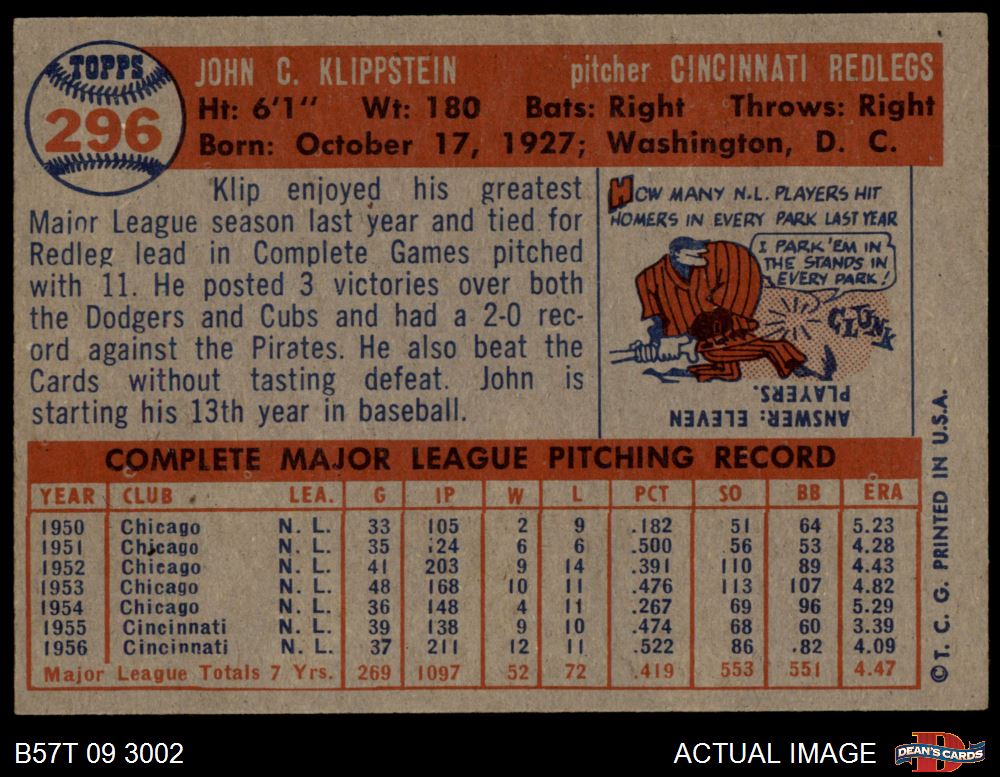 TOPPS
296
JOHN C. KLIPPSTEIN pitcher CINCINNATI REDLEGS
Ht: 6'1" Wt: 180 Bats: Right Throws: Right
Born: October 17, 1927; Washington, D. C.
Klip enjoyed his greatest
Major League season last year and tied for
Redleg lead in Complete Games pitched
with 11. He posted 3 victories over both
the Dodgers and Cubs and had a 2-0 rec-
ord against the Pirates. He also beat the
Cards without tasting defeat. John is
starting his 13th year in baseball.
HOW MANY N.L. PLAYERS HIT
HOMERS IN EVERY PARK LAST YEAR
I PARK 'EM IN
THE STANDS IN
EVERY PARK!
CLUNK
ANSWER: ELEVEN
PLAYERS.
COMPLETE MAJOR LEAGUE PITCHING RECORD
YEAR CLUB LEA. G IP W L PCT SO BB ERA
1950 Chicago N. L. 33 105 2 9 .182 51 64 5.23
1951 Chicago N. L. 35 124 6 6 .500 56 53 4.28
1952 Chicago N. L. 41 203 9 14 .391 110 89 4.43
1953 Chicago N. L. 48 168 10 11 .476 113 107 4.82
1954 Chicago N. L. 36 148 4 11 .267 69 96 5.29
1955 Cincinnati N. L. 39 138 9 10 .474 68 60 3.39
1956 Cincinnati N. L. 37 211 12 11 .522 86 .82 4.09
Major League Totals 7 Yrs. 269 1097 52 72 .419 553 551 4.47
©T. C. G. PRINTED IN U.S.A.
B57T 09 3002 ACTUAL IMAGE
DEAN'S CARDS